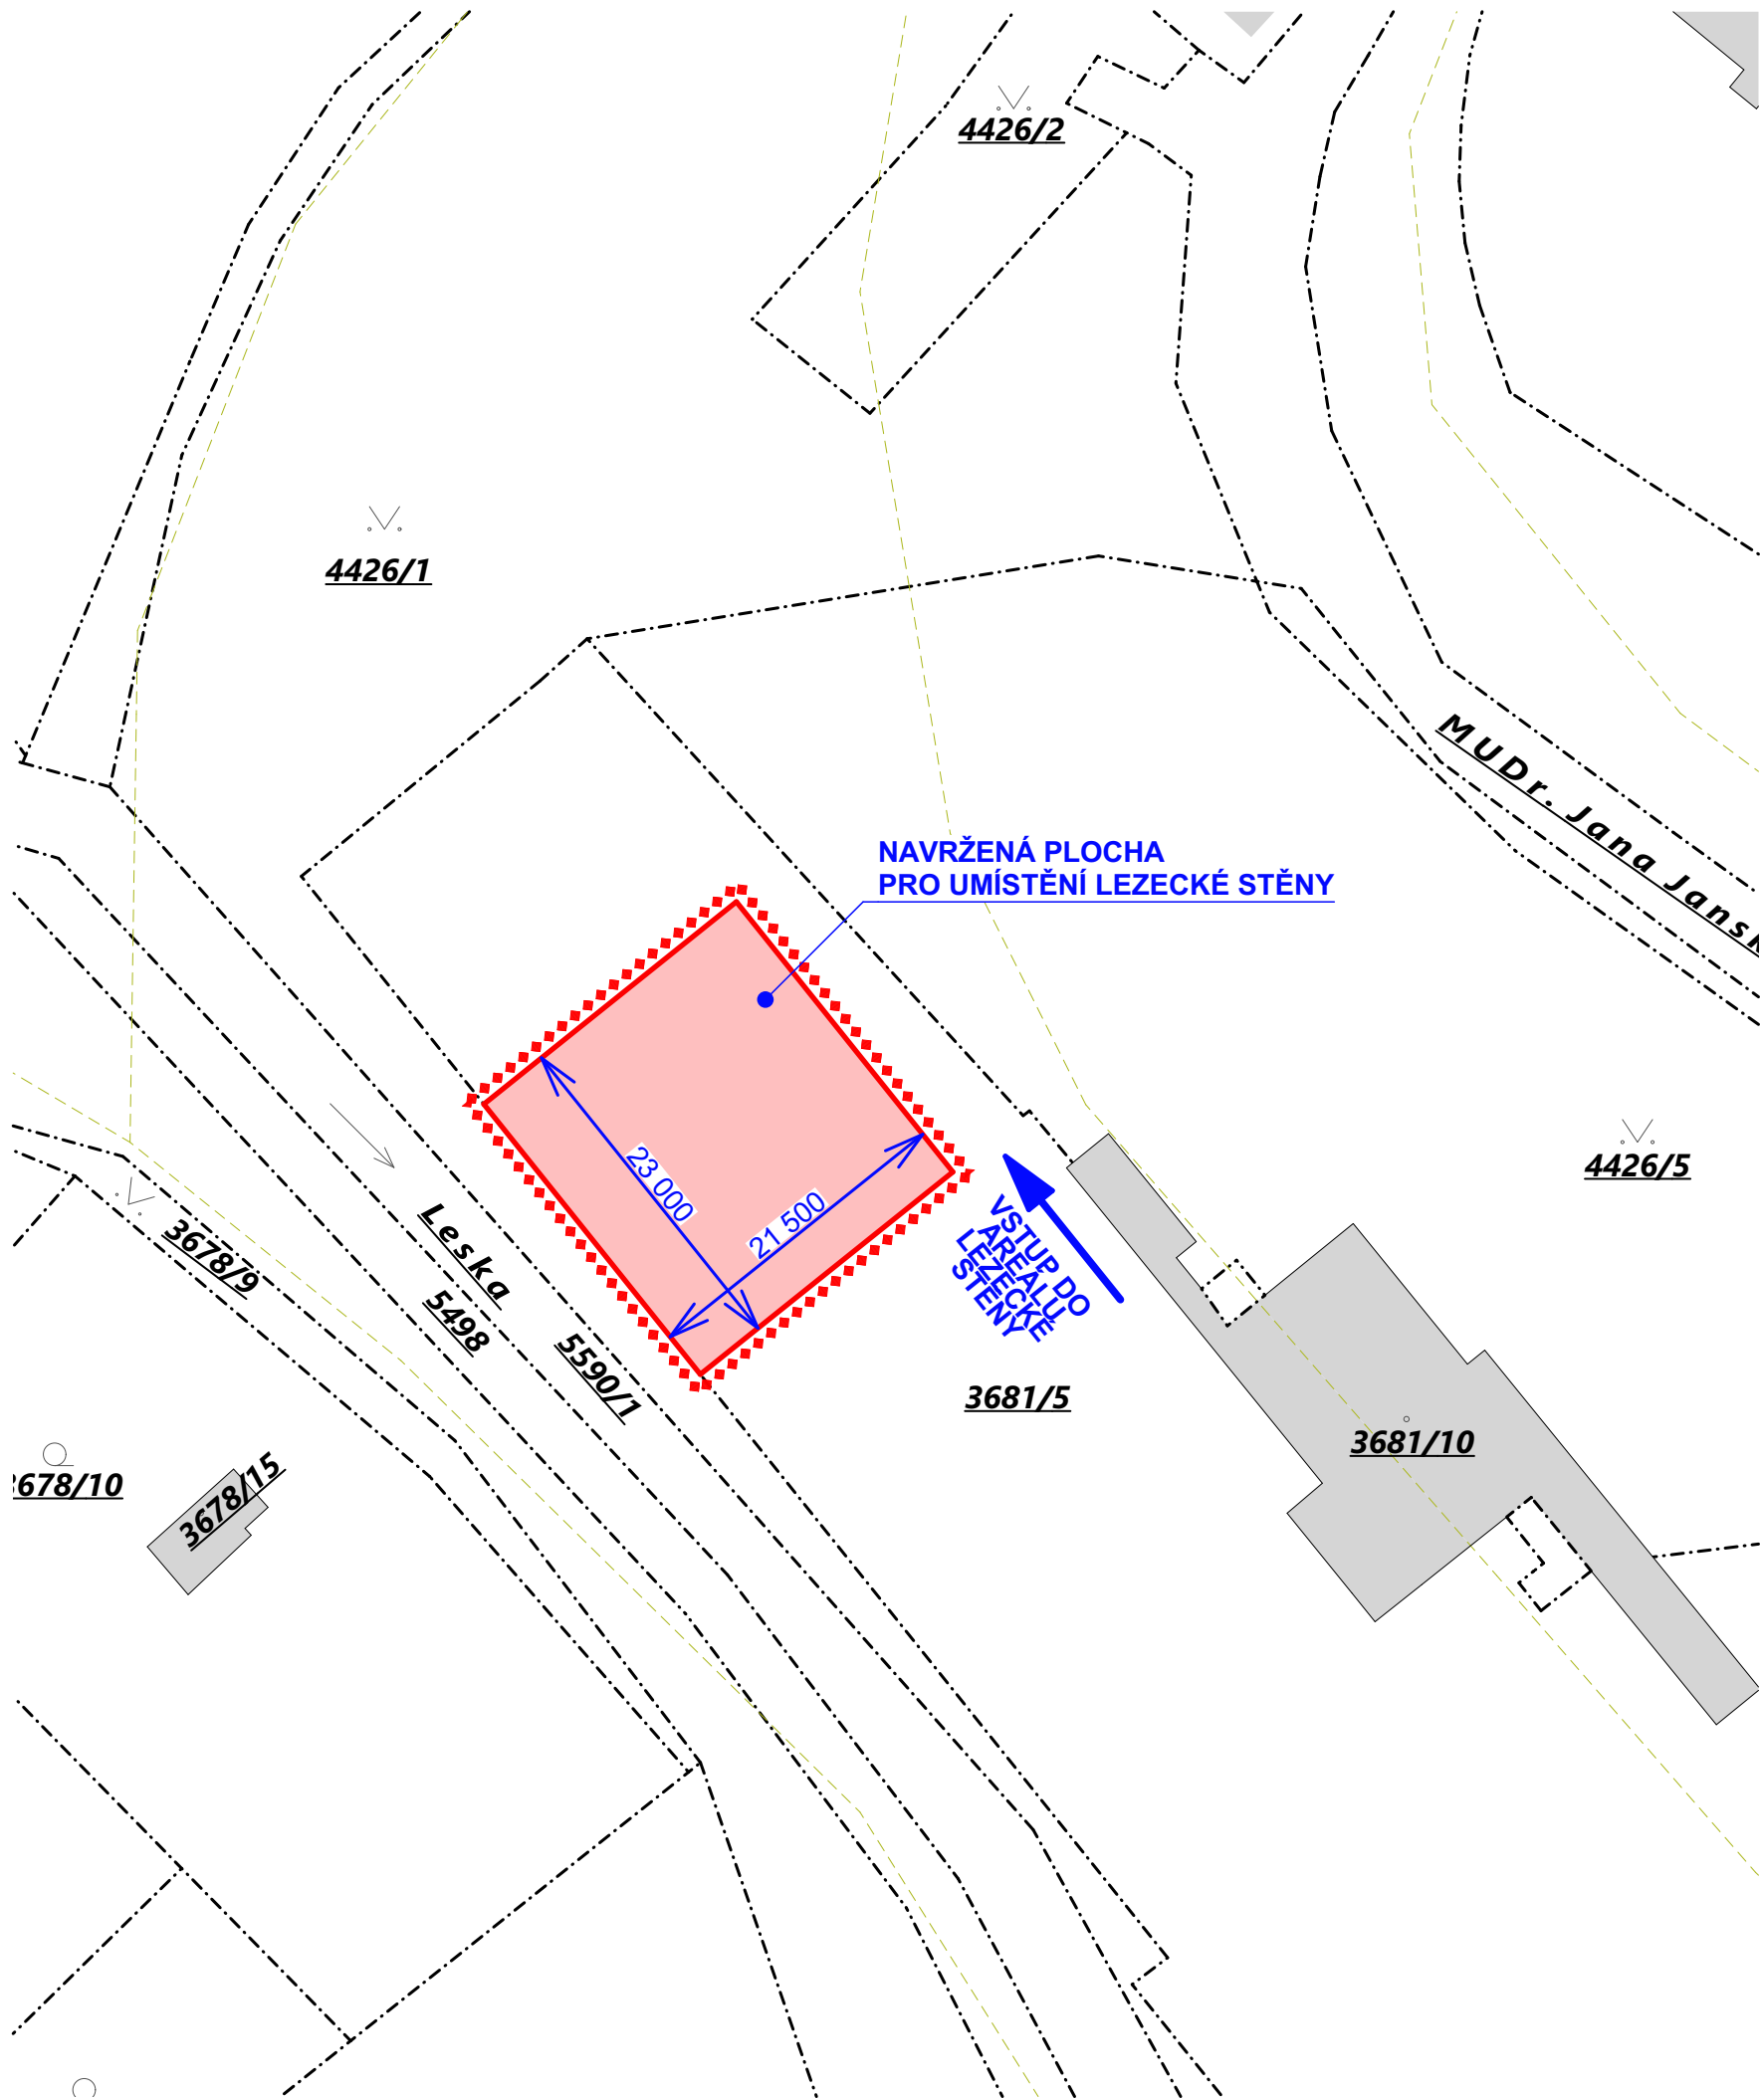 4426/2
4426/1
MUDr. Jana Jansk
NAVRŽENÁ PLOCHA
PRO UMÍSTĚNÍ LEZECKÉ STĚNY
23 000
21 500
VSTUP DO
AREÁLU
LEZECKÉ
STĚNY
4426/5
3678/9
Leska
5498
5590/1
3681/5
3681/10
3678/10
3678/15